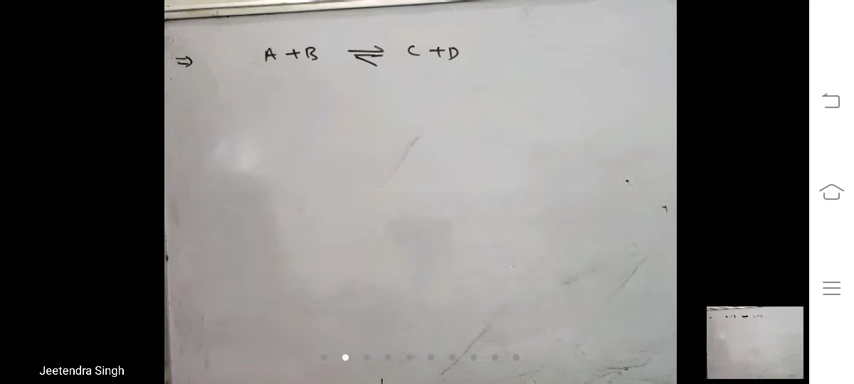 ⇒ A + B ⇌ C + D
Jeetendra Singh